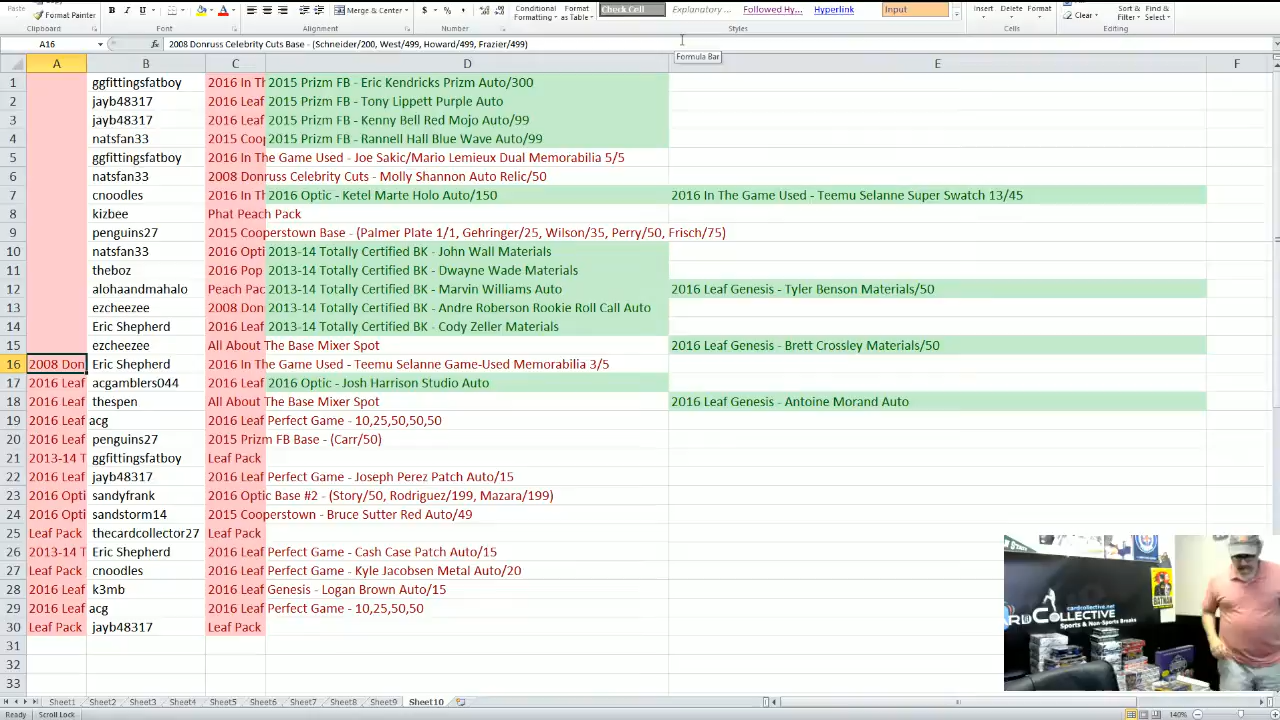 Paste Format Painter B I U Merge & Center $ % , Conditional Formatting as Table Check Cell Explanatory ... Followed Hy... Hyperlink Input Insert Delete Format Clear Sort & Filter Find & Select
Clipboard Font Alignment Number Styles Cells Editing
A16 fx 2008 Donruss Celebrity Cuts Base - (Schneider/200, West/499, Howard/499, Frazier/499)
Formula Bar
A B C D E F
1 ggfittingsfatboy 2016 In Th 2015 Prizm FB - Eric Kendricks Prizm Auto/300
2 jayb48317 2016 Leaf 2015 Prizm FB - Tony Lippett Purple Auto
3 jayb48317 2016 Leaf 2015 Prizm FB - Kenny Bell Red Mojo Auto/99
4 natsfan33 2015 Coop 2015 Prizm FB - Rannell Hall Blue Wave Auto/99
5 ggfittingsfatboy 2016 In The Game Used - Joe Sakic/Mario Lemieux Dual Memorabilia 5/5
6 natsfan33 2008 Donruss Celebrity Cuts - Molly Shannon Auto Relic/50
7 cnoodles 2016 In Th 2016 Optic - Ketel Marte Holo Auto/150 2016 In The Game Used - Teemu Selanne Super Swatch 13/45
8 kizbee Phat Peach Pack
9 penguins27 2015 Cooperstown Base - (Palmer Plate 1/1, Gehringer/25, Wilson/35, Perry/50, Frisch/75)
10 natsfan33 2016 Opti 2013-14 Totally Certified BK - John Wall Materials
11 theboz 2016 Pop 2013-14 Totally Certified BK - Dwayne Wade Materials
12 alohaandmahalo Peach Pac 2013-14 Totally Certified BK - Marvin Williams Auto 2016 Leaf Genesis - Tyler Benson Materials/50
13 ezcheezee 2008 Don 2013-14 Totally Certified BK - Andre Roberson Rookie Roll Call Auto
14 Eric Shepherd 2016 Leaf 2013-14 Totally Certified BK - Cody Zeller Materials
15 ezcheezee All About The Base Mixer Spot 2016 Leaf Genesis - Brett Crossley Materials/50
16 2008 Don Eric Shepherd 2016 In The Game Used - Teemu Selanne Game-Used Memorabilia 3/5
17 2016 Leaf acgamblers044 2016 Leaf 2016 Optic - Josh Harrison Studio Auto
18 2016 Leaf thespen All About The Base Mixer Spot 2016 Leaf Genesis - Antoine Morand Auto
19 2016 Leaf acg 2016 Leaf Perfect Game - 10,25,50,50,50
20 2016 Leaf penguins27 2015 Prizm FB Base - (Carr/50)
21 2013-14 T ggfittingsfatboy Leaf Pack
22 2016 Leaf jayb48317 2016 Leaf Perfect Game - Joseph Perez Patch Auto/15
23 2016 Opti sandyfrank 2016 Optic Base #2 - (Story/50, Rodriguez/199, Mazara/199)
24 2016 Opti sandstorm14 2015 Cooperstown - Bruce Sutter Red Auto/49
25 Leaf Pack thecardcollector27 Leaf Pack
26 2013-14 T Eric Shepherd 2016 Leaf Perfect Game - Cash Case Patch Auto/15
27 Leaf Pack cnoodles 2016 Leaf Perfect Game - Kyle Jacobsen Metal Auto/20
28 2016 Leaf k3mb 2016 Leaf Genesis - Logan Brown Auto/15
29 2016 Leaf acg 2016 Leaf Perfect Game - 10,25,50,50
30 Leaf Pack jayb48317 Leaf Pack
31
32
33
cardcollective.net
ARD COLLECTIVE
Sports & Non-Sports Breaks
BATMAN
Sheet1 Sheet2 Sheet3 Sheet4 Sheet5 Sheet6 Sheet7 Sheet8 Sheet9 Sheet10
Ready Scroll Lock 140%